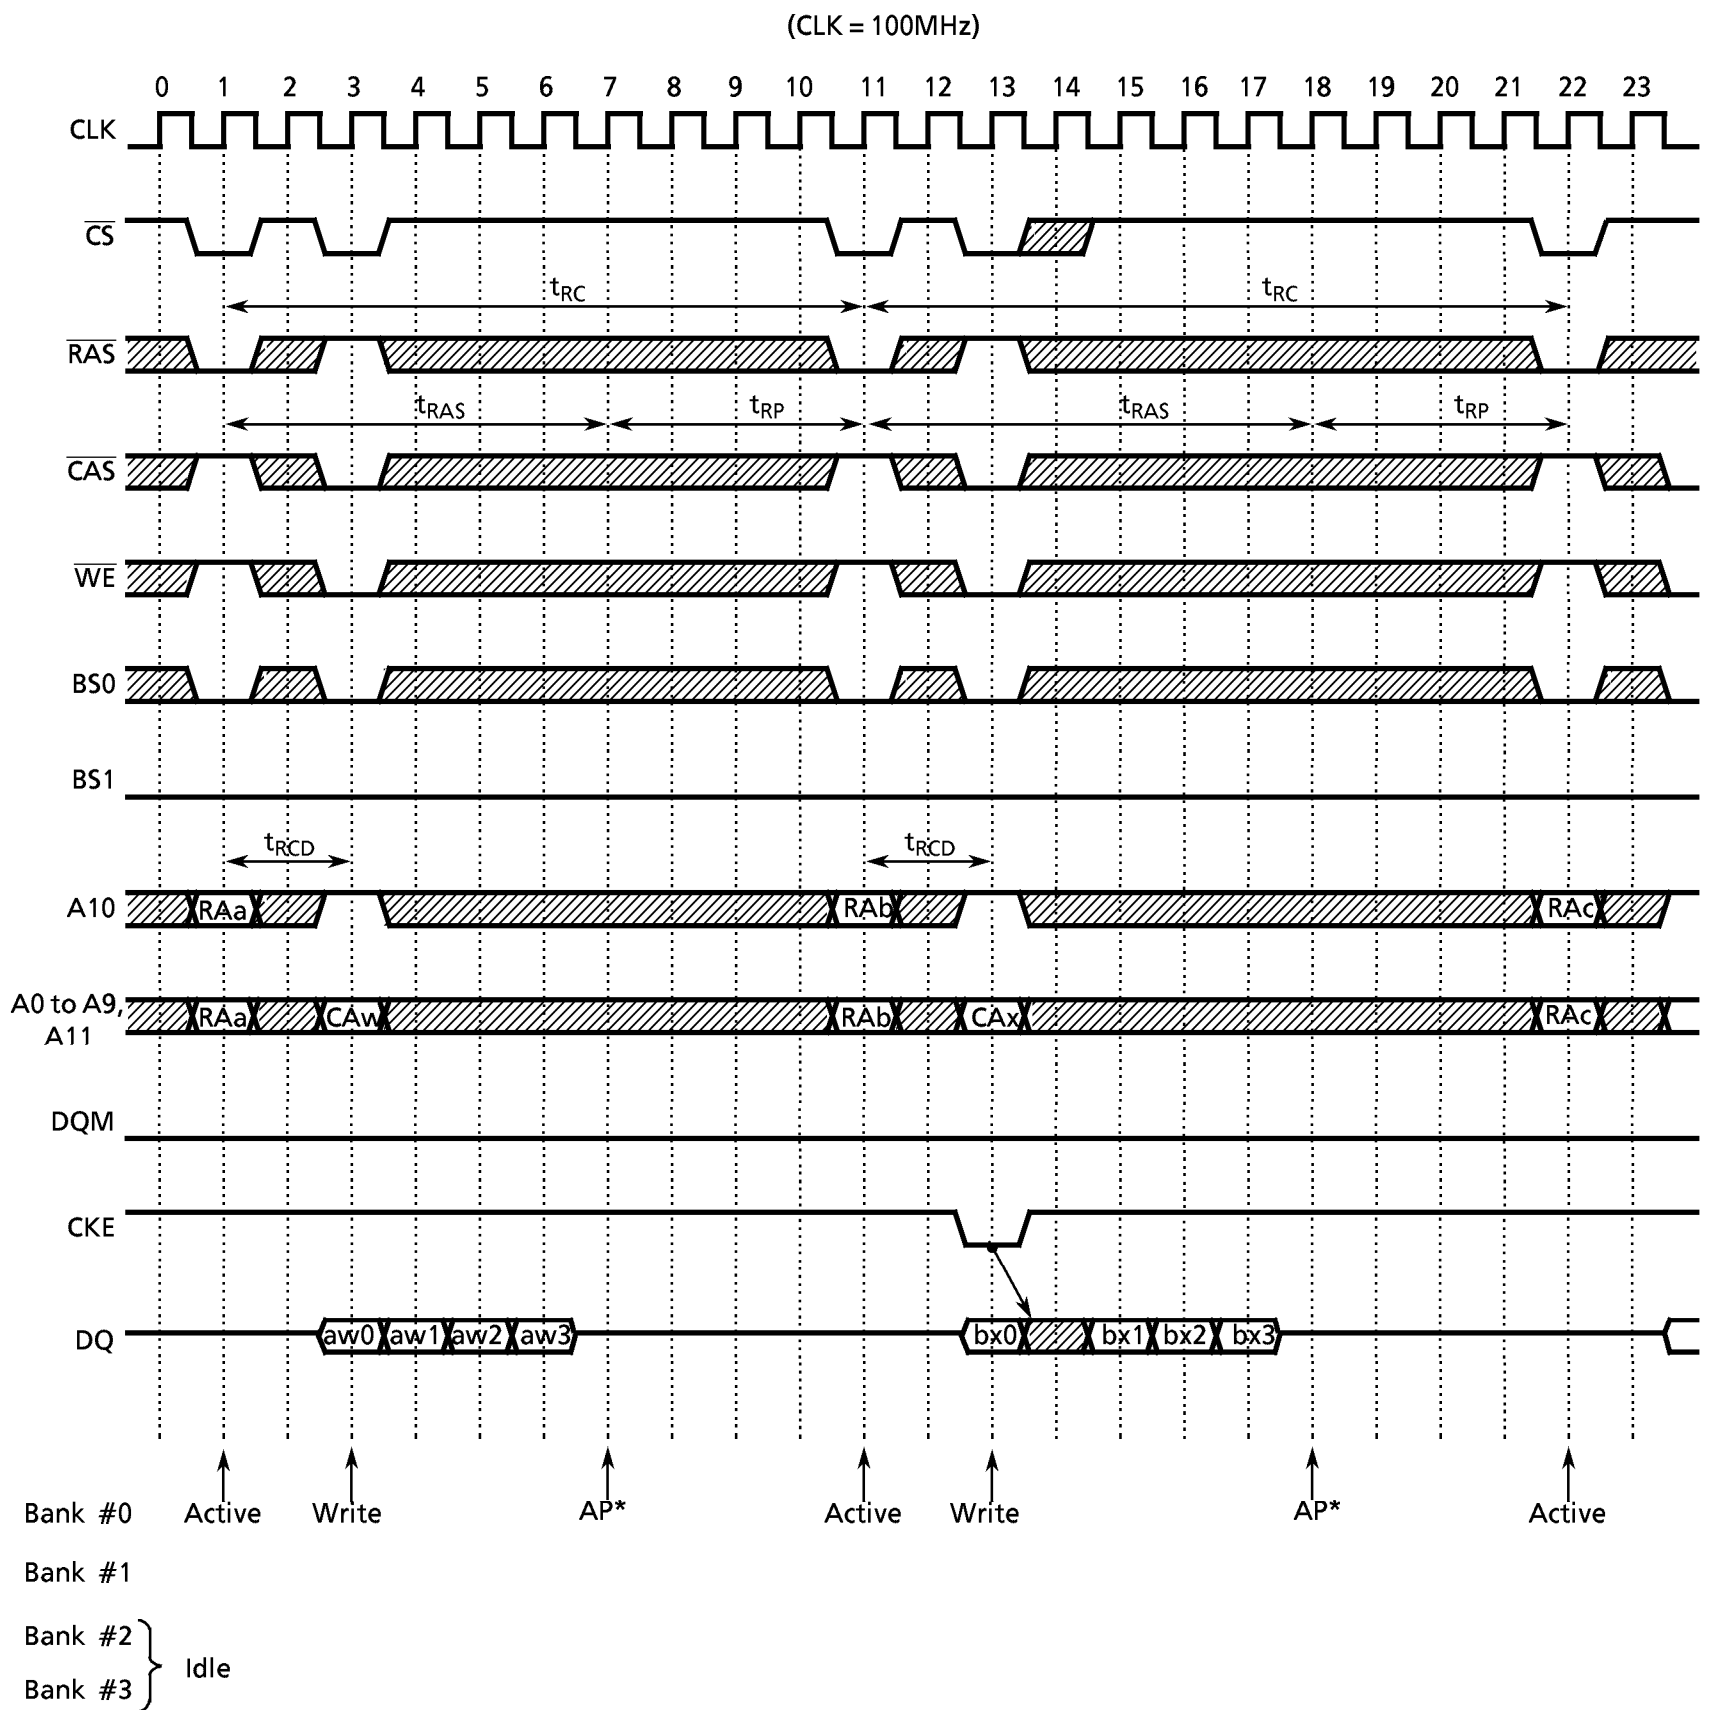 (CLK = 100MHz)
0 1 2 3 4 5 6 7 8 9 10 11 12 13 14 15 16 17 18 19 20 21 22 23
CLK
CS
tRC tRC
RAS
tRAS tRP tRAS tRP
CAS
WE
BS0
BS1
tRCD tRCD
A10 RAa RAb RAc
A0 to A9,
A11
RAa CAw RAb CAx RAc
DQM
CKE
DQ aw0 aw1 aw2 aw3 bx0 bx1 bx2 bx3
Bank #0 Active Write AP* Active Write AP* Active
Bank #1
Bank #2
Idle
Bank #3